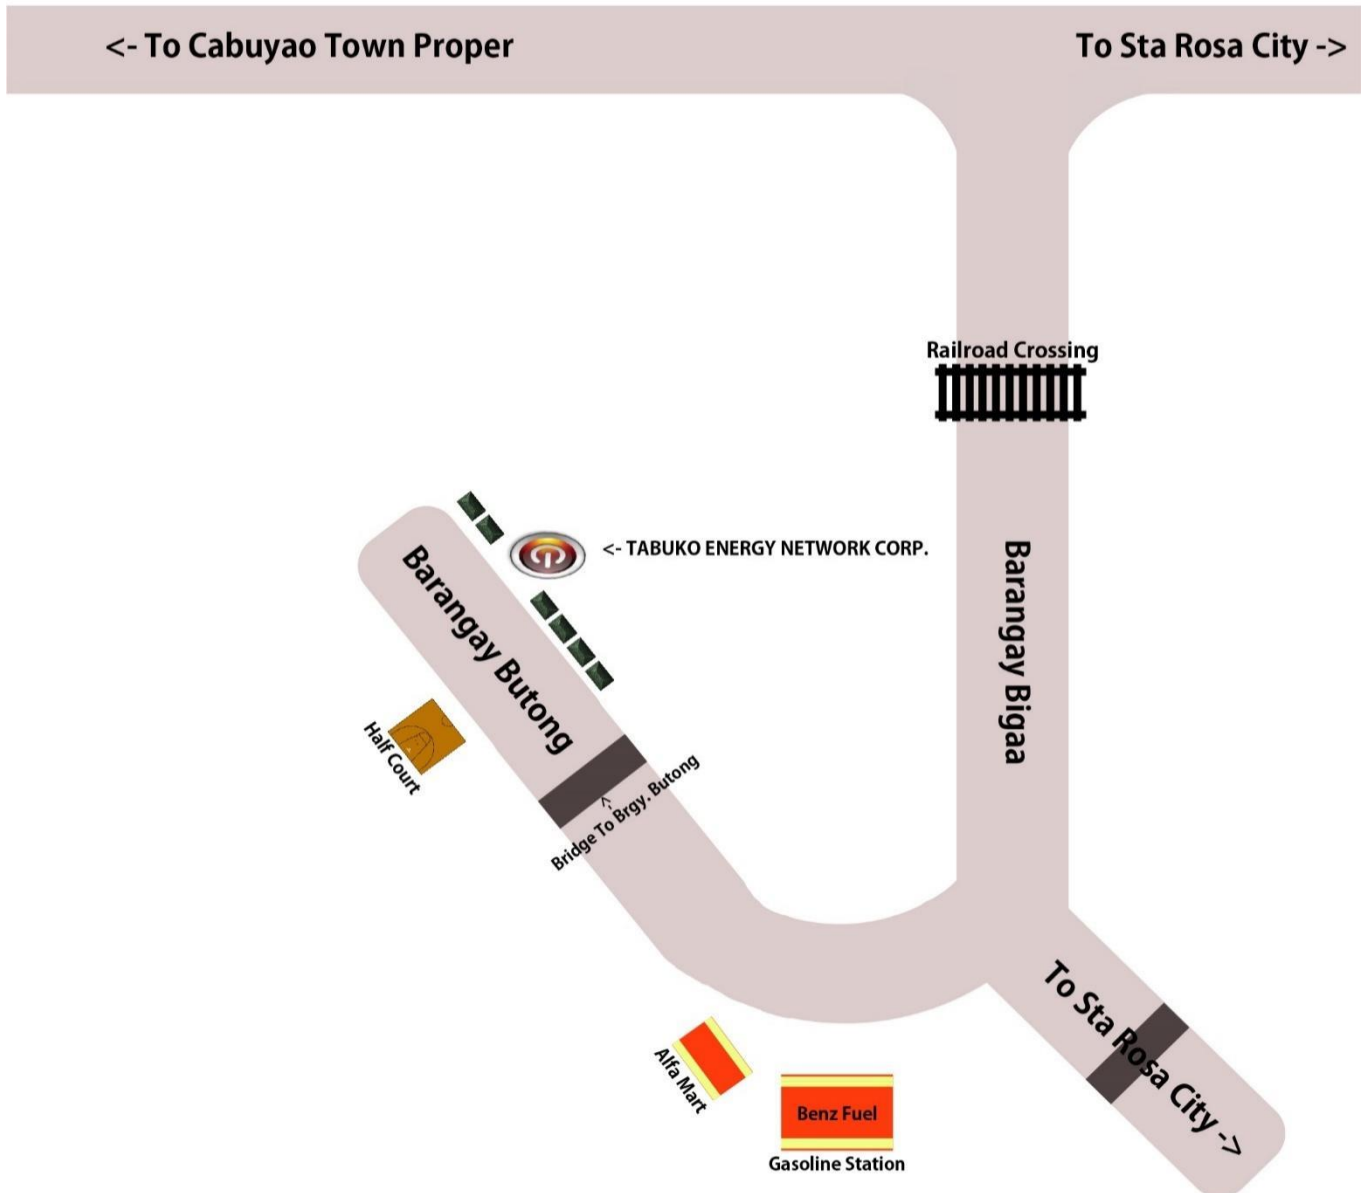 <- To Cabuyao Town Proper
To Sta Rosa City ->
Railroad Crossing
<- TABUKO ENERGY NETWORK CORP.
Barangay Bigaa
Barangay Butong
Half Court
<-
Bridge To Brgy. Butong
To Sta Rosa City ->
Alfa Mart
Benz Fuel
Gasoline Station